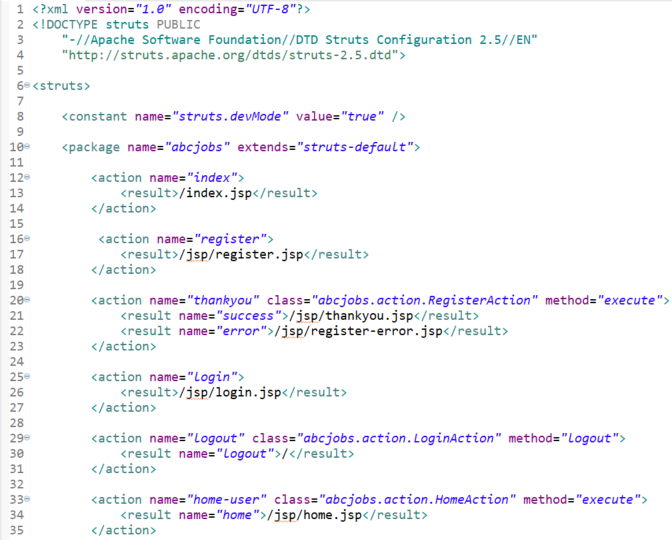 1 <?xml version="1.0" encoding="UTF-8"?>
2 <!DOCTYPE struts PUBLIC
3     "-//Apache Software Foundation//DTD Struts Configuration 2.5//EN"
4     "http://struts.apache.org/dtds/struts-2.5.dtd">
5
6 <struts>
7
8     <constant name="struts.devMode" value="true" />
9
10     <package name="abcjobs" extends="struts-default">
11
12         <action name="index">
13             <result>/index.jsp</result>
14         </action>
15
16          <action name="register">
17             <result>/jsp/register.jsp</result>
18         </action>
19
20         <action name="thankyou" class="abcjobs.action.RegisterAction" method="execute">
21             <result name="success">/jsp/thankyou.jsp</result>
22             <result name="error">/jsp/register-error.jsp</result>
23         </action>
24
25         <action name="login">
26             <result>/jsp/login.jsp</result>
27         </action>
28
29         <action name="logout" class="abcjobs.action.LoginAction" method="logout">
30             <result name="logout">/</result>
31         </action>
32
33         <action name="home-user" class="abcjobs.action.HomeAction" method="execute">
34             <result name="home">/jsp/home.jsp</result>
35         </action>